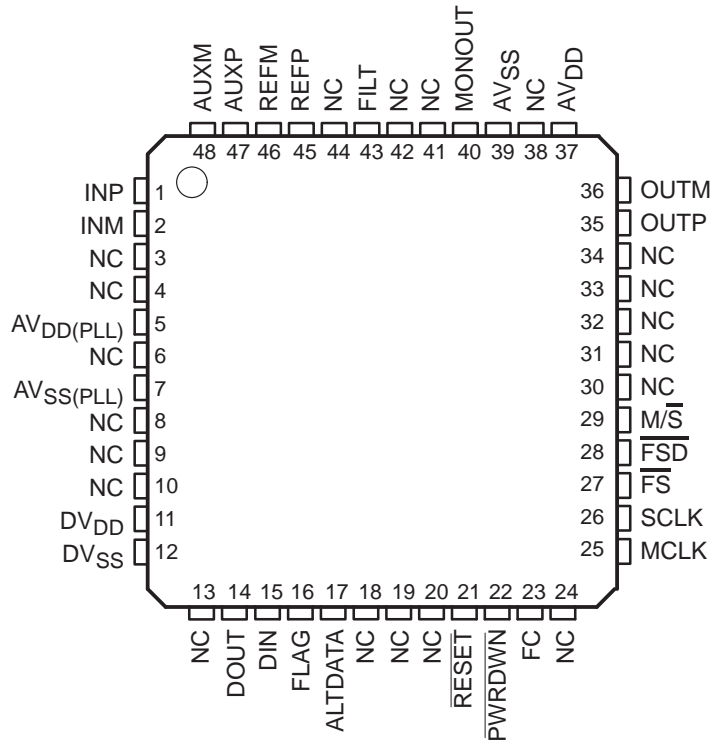 AUXM AUXP REFM REFP NC FILT NC NC MONOUT AVSS NC AVDD
48 47 46 45 44 43 42 41 40 39 38 37
INP 1
INM 2
NC 3
NC 4
AVDD(PLL) 5
NC 6
AVSS(PLL) 7
NC 8
NC 9
NC 10
DVDD 11
DVSS 12
36 OUTM
35 OUTP
34 NC
33 NC
32 NC
31 NC
30 NC
29 M/S̅
28 F̅S̅D̅
27 F̅S̅
26 SCLK
25 MCLK
13 14 15 16 17 18 19 20 21 22 23 24
NC DOUT DIN FLAG ALTDATA NC NC NC R̅E̅S̅E̅T̅ P̅W̅R̅D̅W̅N̅ FC NC